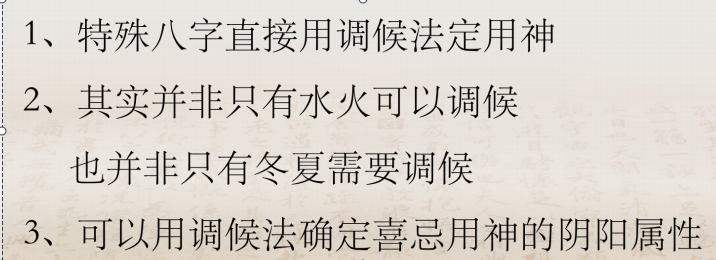 1、特殊八字直接用调候法定用神
2、其实并非只有水火可以调候
也并非只有冬夏需要调候
3、可以用调候法确定喜忌用神的阴阳属性